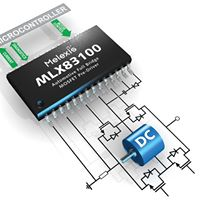 MICROCONTROLLER
Melexis
MLX83100
Automotive Full Bridge
MOSFET Pre-Driver
DC